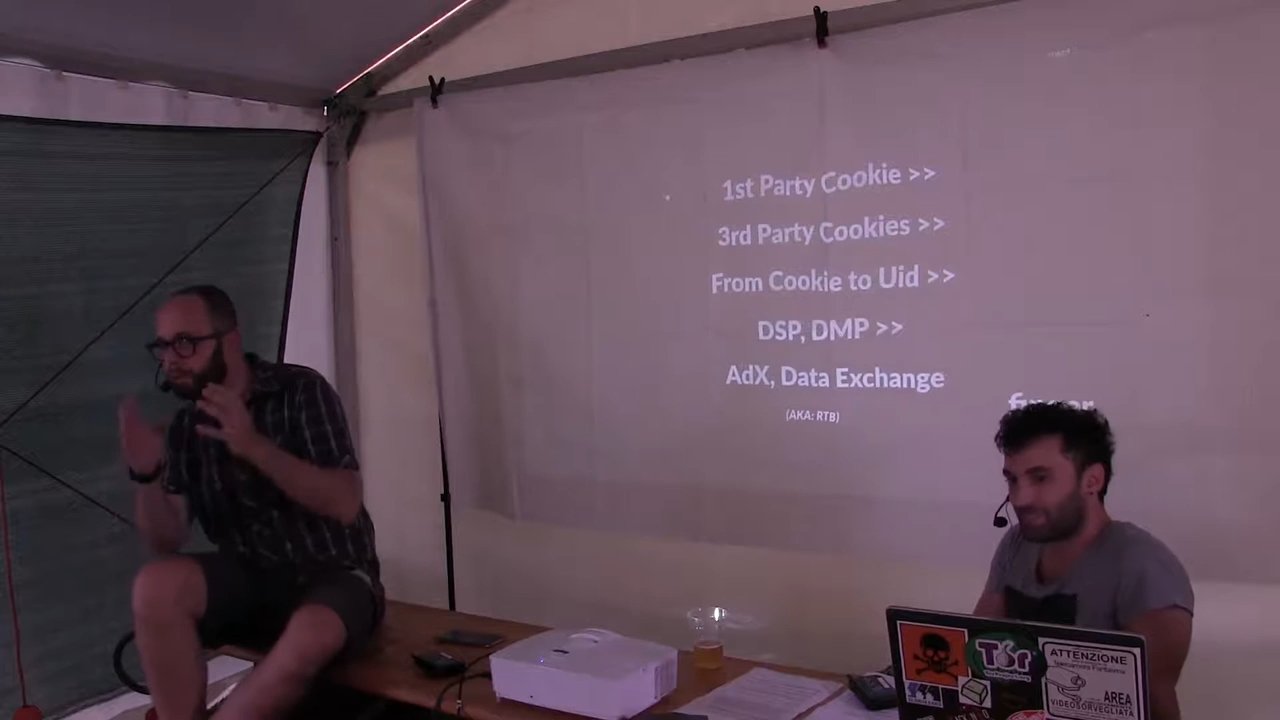 1st Party Cookie >>
3rd Party Cookies >>
From Cookie to Uid >>
DSP, DMP >>
AdX, Data Exchange
(AKA: RTB)
Tor
ATTENZIONE
AREA
VIDEOSORVEGLIATA